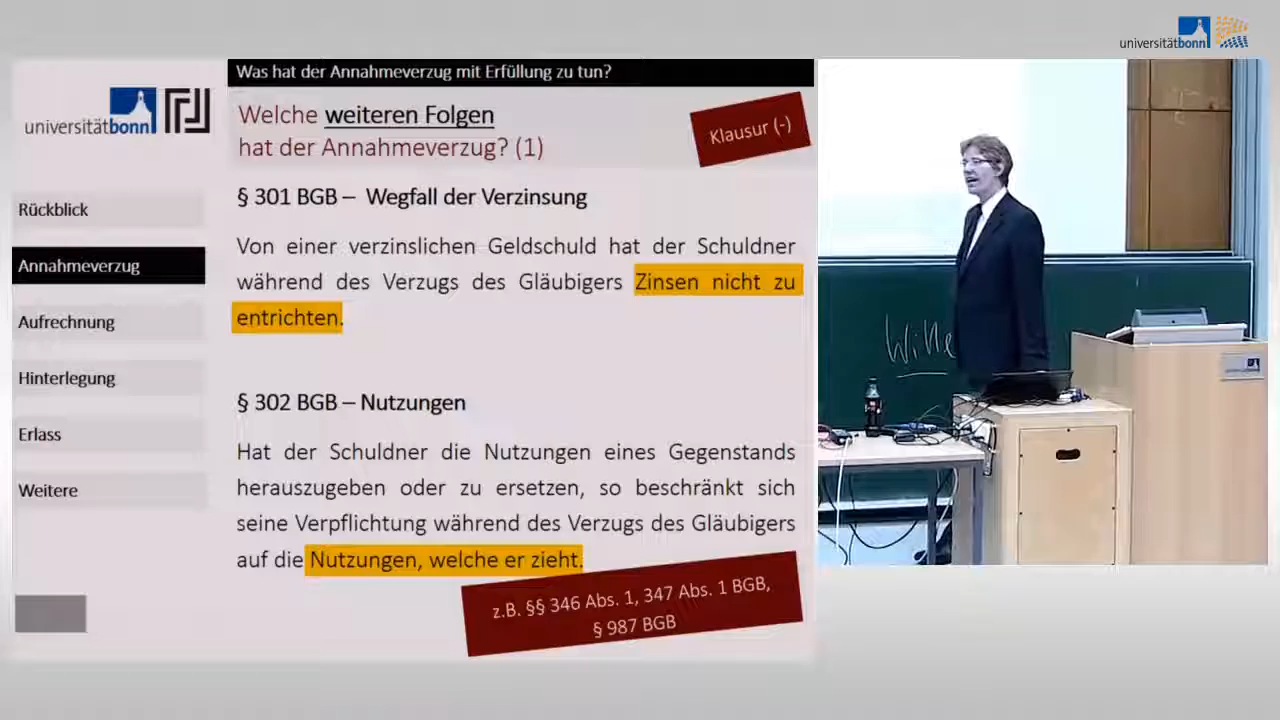 universitätbonn
Was hat der Annahmeverzug mit Erfüllung zu tun?
universitätbonn
Welche weiteren Folgen
hat der Annahmeverzug? (1)
Klausur (-)
Rückblick
Annahmeverzug
Aufrechnung
Hinterlegung
Erlass
Weitere
§ 301 BGB – Wegfall der Verzinsung
Von einer verzinslichen Geldschuld hat der Schuldner
während des Verzugs des Gläubigers Zinsen nicht zu
entrichten.
§ 302 BGB – Nutzungen
Hat der Schuldner die Nutzungen eines Gegenstands
herauszugeben oder zu ersetzen, so beschränkt sich
seine Verpflichtung während des Verzugs des Gläubigers
auf die Nutzungen, welche er zieht.
z.B. §§ 346 Abs. 1, 347 Abs. 1 BGB,
§ 987 BGB